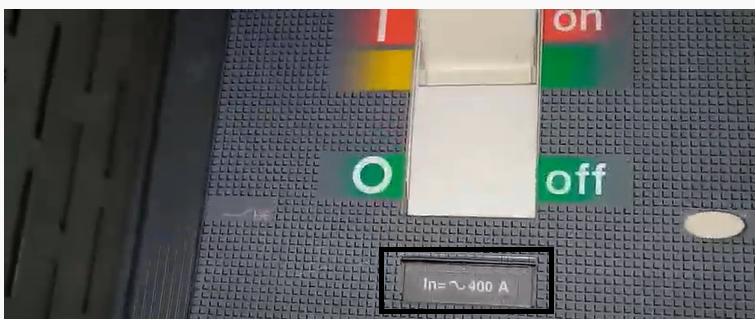 I on
O off
In= ~ 400 A